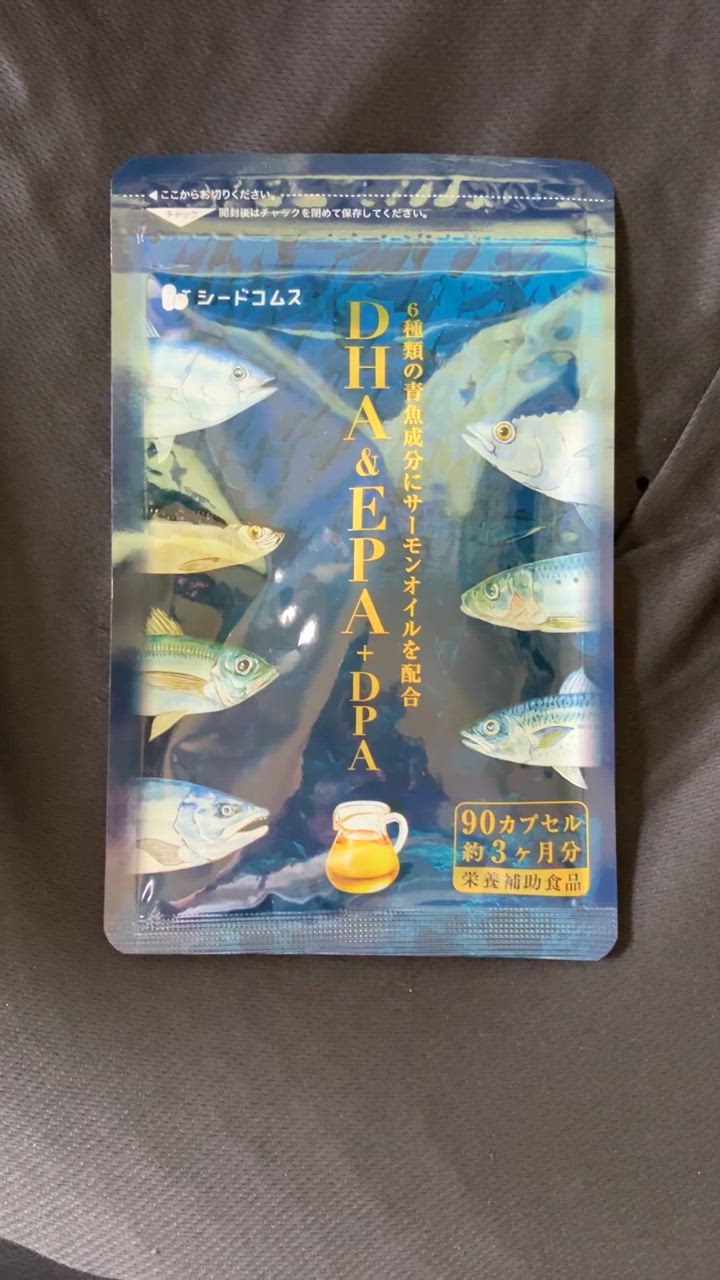 ここからお切りください。
チャック
開封後はチャックを閉めて保存してください。
シードコムス
6種類の青魚成分にサーモンオイルを配合
DHA & EPA + DPA
90カプセル
約3ヶ月分
栄養補助食品